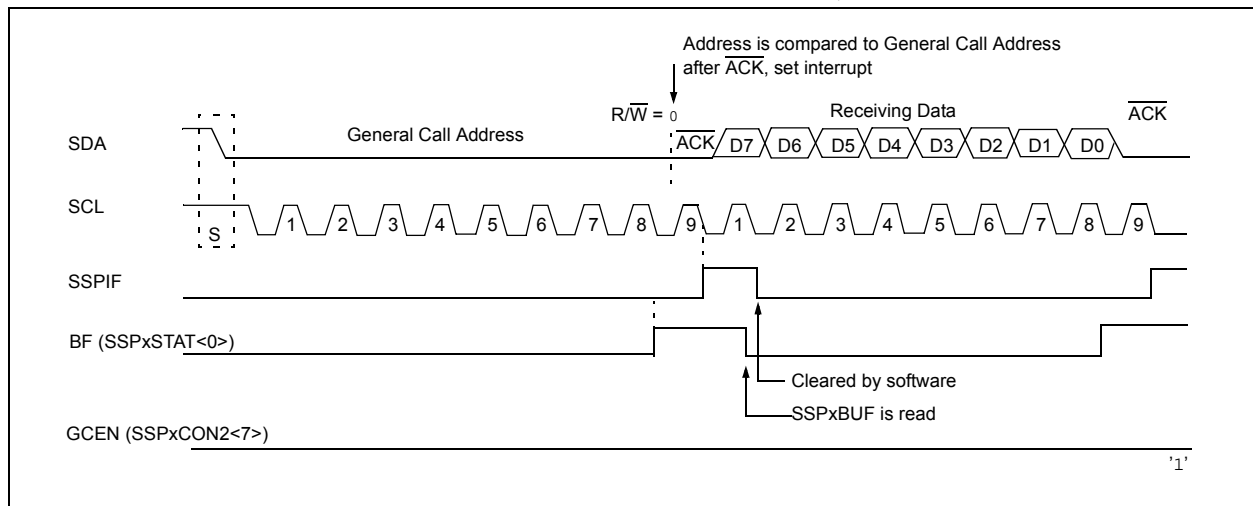 Address is compared to General Call Address
after A̅C̅K̅, set interrupt
R/W̅ = 0
Receiving Data
A̅C̅K̅
SDA
General Call Address
A̅C̅K̅ D7 D6 D5 D4 D3 D2 D1 D0
SCL
S
1 2 3 4 5 6 7 8 9 1 2 3 4 5 6 7 8 9
SSPIF
BF (SSPxSTAT<0>)
Cleared by software
SSPxBUF is read
GCEN (SSPxCON2<7>)
'1'